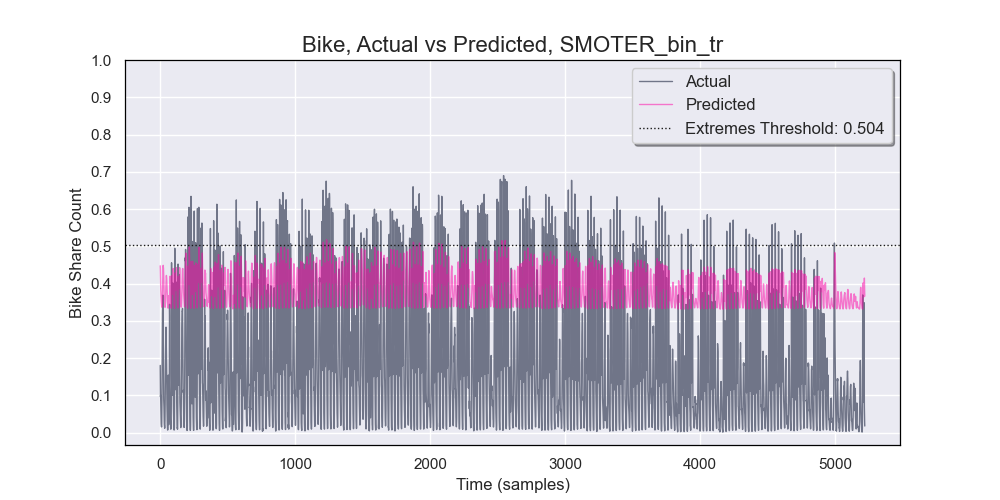 Bike, Actual vs Predicted, SMOTER_bin_tr
1.0
0.9
0.8
0.7
0.6
0.5
0.4
0.3
0.2
0.1
0.0
Bike Share Count
Actual
Predicted
Extremes Threshold: 0.504
0 1000 2000 3000 4000 5000
Time (samples)